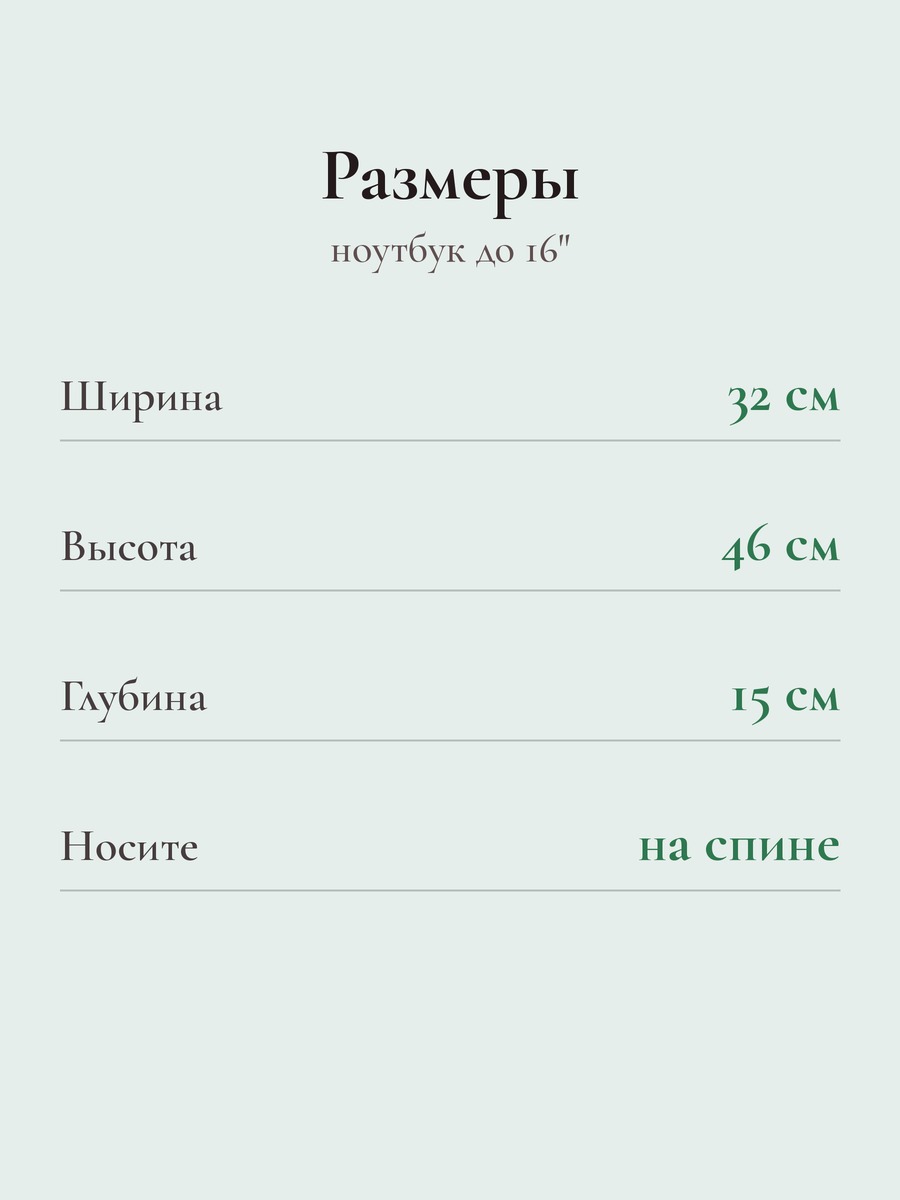 Размеры
ноутбук до 16"
Ширина 32 см
Высота 46 см
Глубина 15 см
Носите на спине